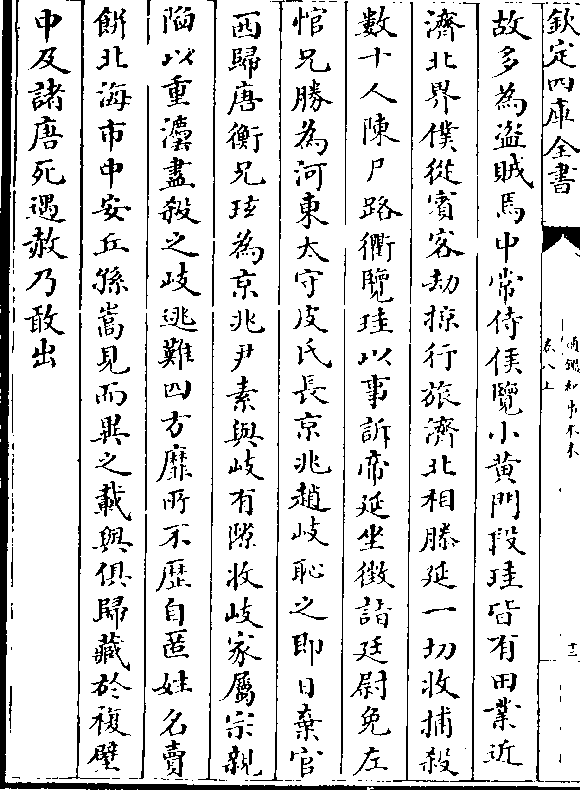 欽定四庫全書
故多為盜賊焉中常侍侯覽小黄門段珪皆有田業近
濟北界僕從賓客劫掠行旅濟北相滕延一切收捕殺
數十人陳尸路衢覽珪以事訴帝延坐徵詣廷尉免左
悺兄勝為河東太守皮氏長京兆趙岐恥之即日棄官
西歸唐衡兄玹為京兆尹素與岐有隙收岐家屬宗親
陷以重灋盡殺之岐逃難四方靡所不歷自匿姓名賣
餅北海市中安丘孫嵩見而異之載與俱歸藏於複壁
中及諸唐死遇赦乃敢出